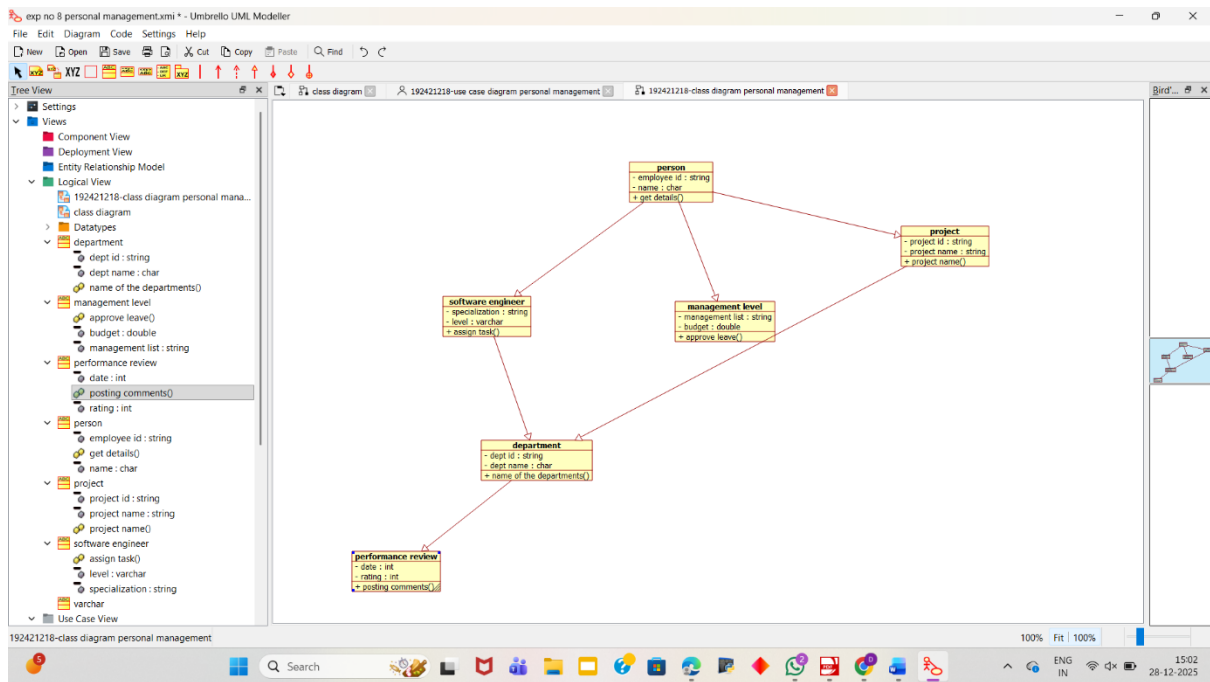 exp no 8 personal management.xmi * - Umbrello UML Modeller
File Edit Diagram Code Settings Help
New Open Save Cut Copy Paste Find
XYZ
Tree View
class diagram
192421218-use case diagram personal management
192421218-class diagram personal management
Bird'...
Settings
Views
Component View
Deployment View
Entity Relationship Model
Logical View
192421218-class diagram personal mana...
class diagram
Datatypes
department
dept id : string
dept name : char
name of the departments()
management level
approve leave()
budget : double
management list : string
performance review
date : int
posting comments()
rating : int
person
employee id : string
get details()
name : char
project
project id : string
project name : string
project name()
software engineer
assign task()
level : varchar
specialization : string
varchar
Use Case View
person
- employee id : string
- name : char
+ get details()
project
- project id : string
- project name : string
+ project name()
software engineer
- specialization : string
- level : varchar
+ assign task()
management level
- management list : string
- budget : double
+ approve leave()
department
- dept id : string
- dept name : char
+ name of the departments()
performance review
- date : int
- rating : int
+ posting comments()
192421218-class diagram personal management
100% Fit 100%
5
Search
2
ENG
IN
15:02
28-12-2025